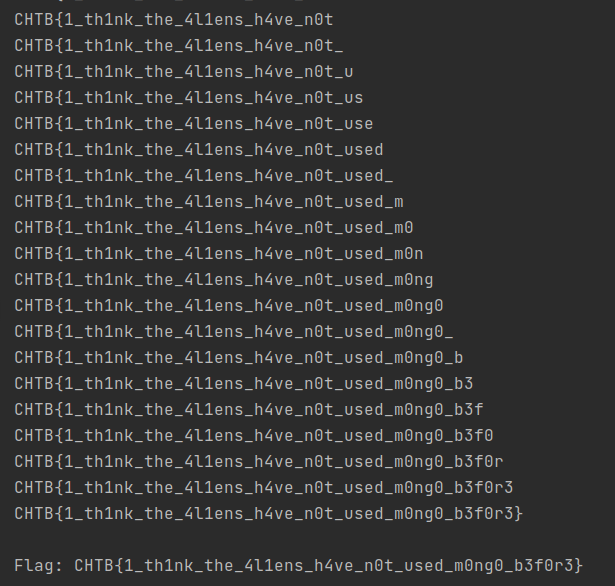 CHTB{1_th1nk_the_4l1ens_h4ve_n0t
CHTB{1_th1nk_the_4l1ens_h4ve_n0t_
CHTB{1_th1nk_the_4l1ens_h4ve_n0t_u
CHTB{1_th1nk_the_4l1ens_h4ve_n0t_us
CHTB{1_th1nk_the_4l1ens_h4ve_n0t_use
CHTB{1_th1nk_the_4l1ens_h4ve_n0t_used
CHTB{1_th1nk_the_4l1ens_h4ve_n0t_used_
CHTB{1_th1nk_the_4l1ens_h4ve_n0t_used_m
CHTB{1_th1nk_the_4l1ens_h4ve_n0t_used_m0
CHTB{1_th1nk_the_4l1ens_h4ve_n0t_used_m0n
CHTB{1_th1nk_the_4l1ens_h4ve_n0t_used_m0ng
CHTB{1_th1nk_the_4l1ens_h4ve_n0t_used_m0ng0
CHTB{1_th1nk_the_4l1ens_h4ve_n0t_used_m0ng0_
CHTB{1_th1nk_the_4l1ens_h4ve_n0t_used_m0ng0_b
CHTB{1_th1nk_the_4l1ens_h4ve_n0t_used_m0ng0_b3
CHTB{1_th1nk_the_4l1ens_h4ve_n0t_used_m0ng0_b3f
CHTB{1_th1nk_the_4l1ens_h4ve_n0t_used_m0ng0_b3f0
CHTB{1_th1nk_the_4l1ens_h4ve_n0t_used_m0ng0_b3f0r
CHTB{1_th1nk_the_4l1ens_h4ve_n0t_used_m0ng0_b3f0r3
CHTB{1_th1nk_the_4l1ens_h4ve_n0t_used_m0ng0_b3f0r3}
Flag: CHTB{1_th1nk_the_4l1ens_h4ve_n0t_used_m0ng0_b3f0r3}